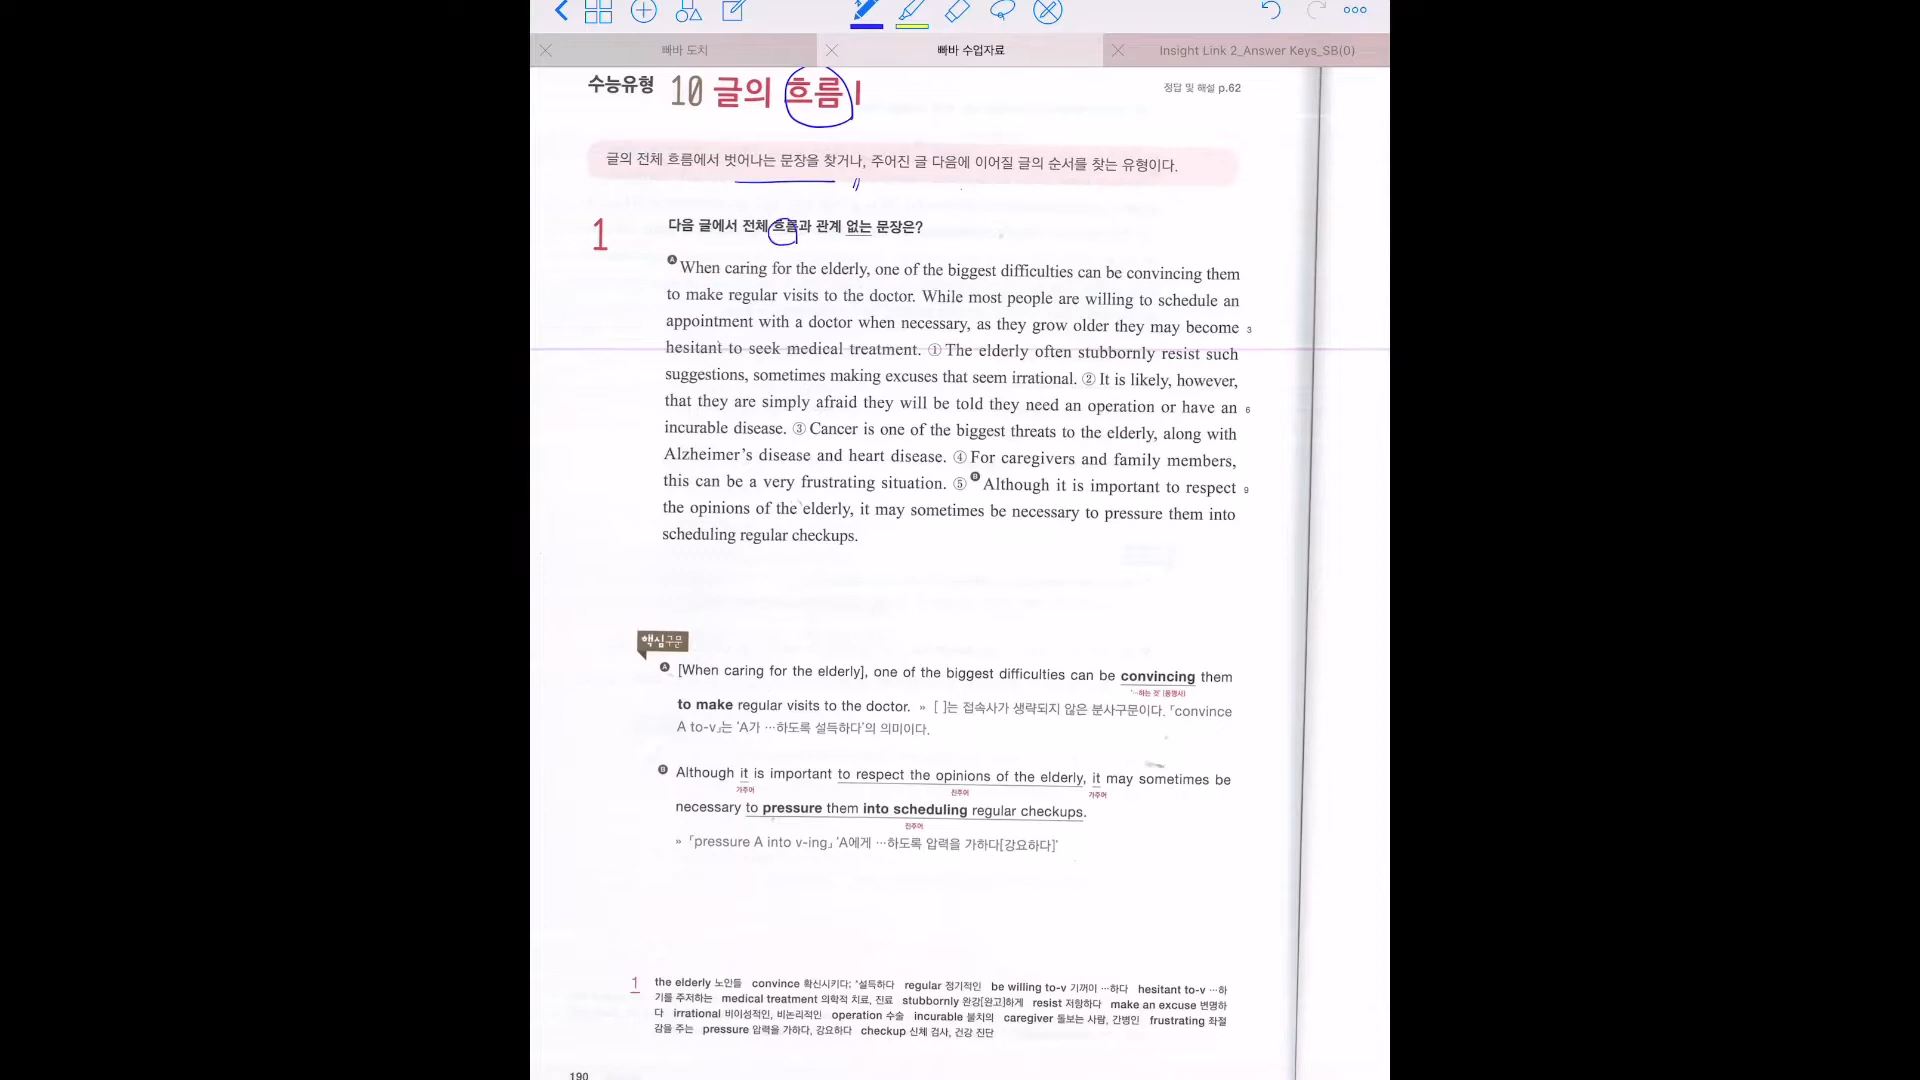 빠바 도치
빠바 수업자료
Insight Link 2_Answer Keys_SB(0)
수능유형 10 글의 흐름 I
정답 및 해설 p.62
글의 전체 흐름에서 벗어나는 문장을 찾거나, 주어진 글 다음에 이어질 글의 순서를 찾는 유형이다.
1
다음 글에서 전체 흐름과 관계 없는 문장은?
A When caring for the elderly, one of the biggest difficulties can be convincing them
to make regular visits to the doctor. While most people are willing to schedule an
appointment with a doctor when necessary, as they grow older they may become 3
hesitant to seek medical treatment. ① The elderly often stubbornly resist such
suggestions, sometimes making excuses that seem irrational. ② It is likely, however,
that they are simply afraid they will be told they need an operation or have an 6
incurable disease. ③ Cancer is one of the biggest threats to the elderly, along with
Alzheimer's disease and heart disease. ④ For caregivers and family members,
this can be a very frustrating situation. ⑤ B Although it is important to respect 9
the opinions of the elderly, it may sometimes be necessary to pressure them into
scheduling regular checkups.
핵심구문
A [When caring for the elderly], one of the biggest difficulties can be convincing them
'…하는 것' (동명사)
to make regular visits to the doctor. » [ ]는 접속사가 생략되지 않은 분사구문이다. 「convince
A to-v」는 'A가 …하도록 설득하다'의 의미이다.
B Although it is important to respect the opinions of the elderly, it may sometimes be
가주어 진주어 가주어
necessary to pressure them into scheduling regular checkups.
진주어
» 「pressure A into v-ing」 'A에게 …하도록 압력을 가하다[강요하다]'
1 the elderly 노인들 convince 확신시키다; *설득하다 regular 정기적인 be willing to-v 기꺼이 …하다 hesitant to-v …하
기를 주저하는 medical treatment 의학적 치료, 진료 stubbornly 완강[완고]하게 resist 저항하다 make an excuse 변명하
다 irrational 비이성적인, 비논리적인 operation 수술 incurable 불치의 caregiver 돌보는 사람, 간병인 frustrating 좌절
감을 주는 pressure 압력을 가하다, 강요하다 checkup 신체 검사, 건강 진단
190